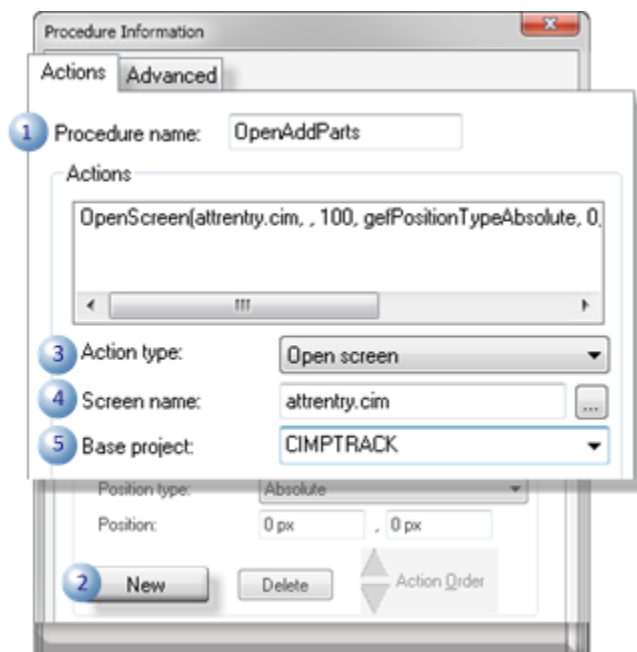 Procedure Information
Actions Advanced
1 Procedure name: OpenAddParts
Actions
OpenScreen(attrentry.cim, , 100, gefPositionTypeAbsolute, 0,
3 Action type: Open screen
4 Screen name: attrentry.cim ...
5 Base project: CIMPTRACK
Position type: Absolute
Position: 0 px , 0 px
2 New Delete Action Order